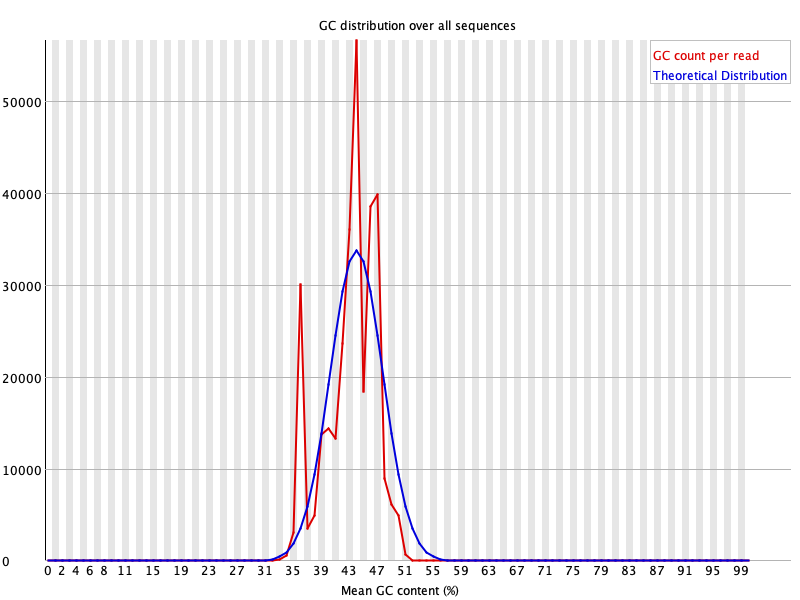 GC distribution over all sequences
GC count per read
Theoretical Distribution
50000
40000
30000
20000
10000
0
0 2 4 6 8 11 15 19 23 27 31 35 39 43 47 51 55 59 63 67 71 75 79 83 87 91 95 99
Mean GC content (%)